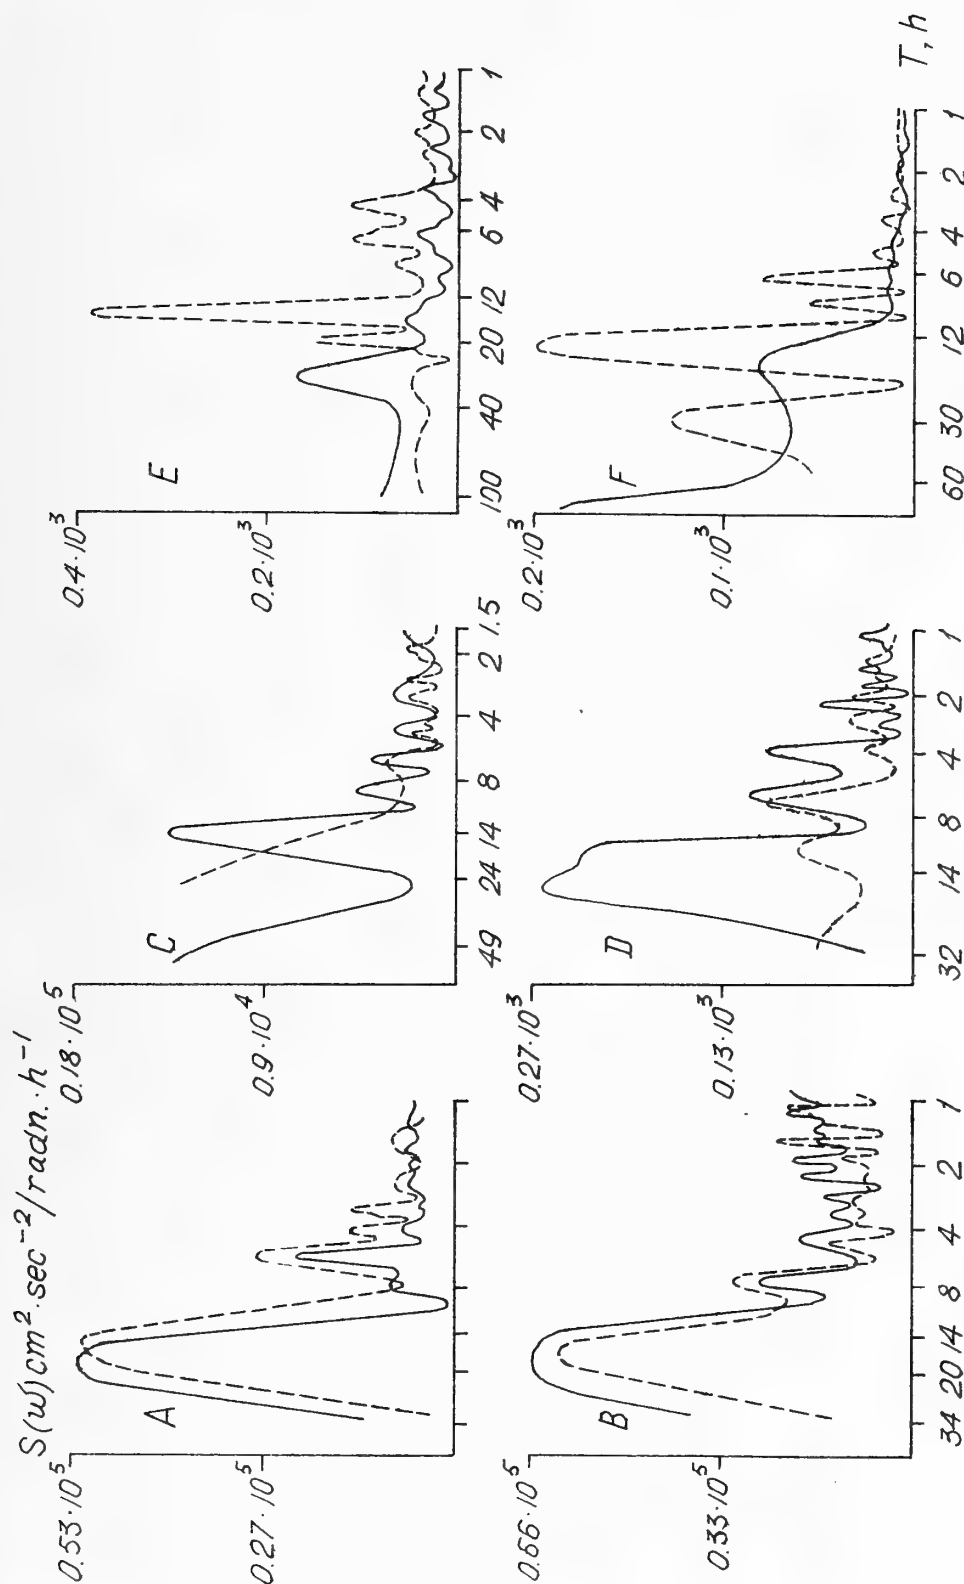 S(ω) cm²·sec⁻²/radn.·h⁻¹
0.53·10⁵
0.27·10⁵
A
0.18·10⁵
0.9·10⁴
C
49 24 14 8 4 2 1.5
0.4·10³
0.2·10³
E
100 40 20 12 6 4 2 1
0.66·10⁵
0.33·10⁵
B
34 20 14 8 4 2 1
0.27·10³
0.13·10³
D
32 14 8 4 2 1
0.2·10³
0.1·10³
F
60 30 12 6 4 2 1
T, h